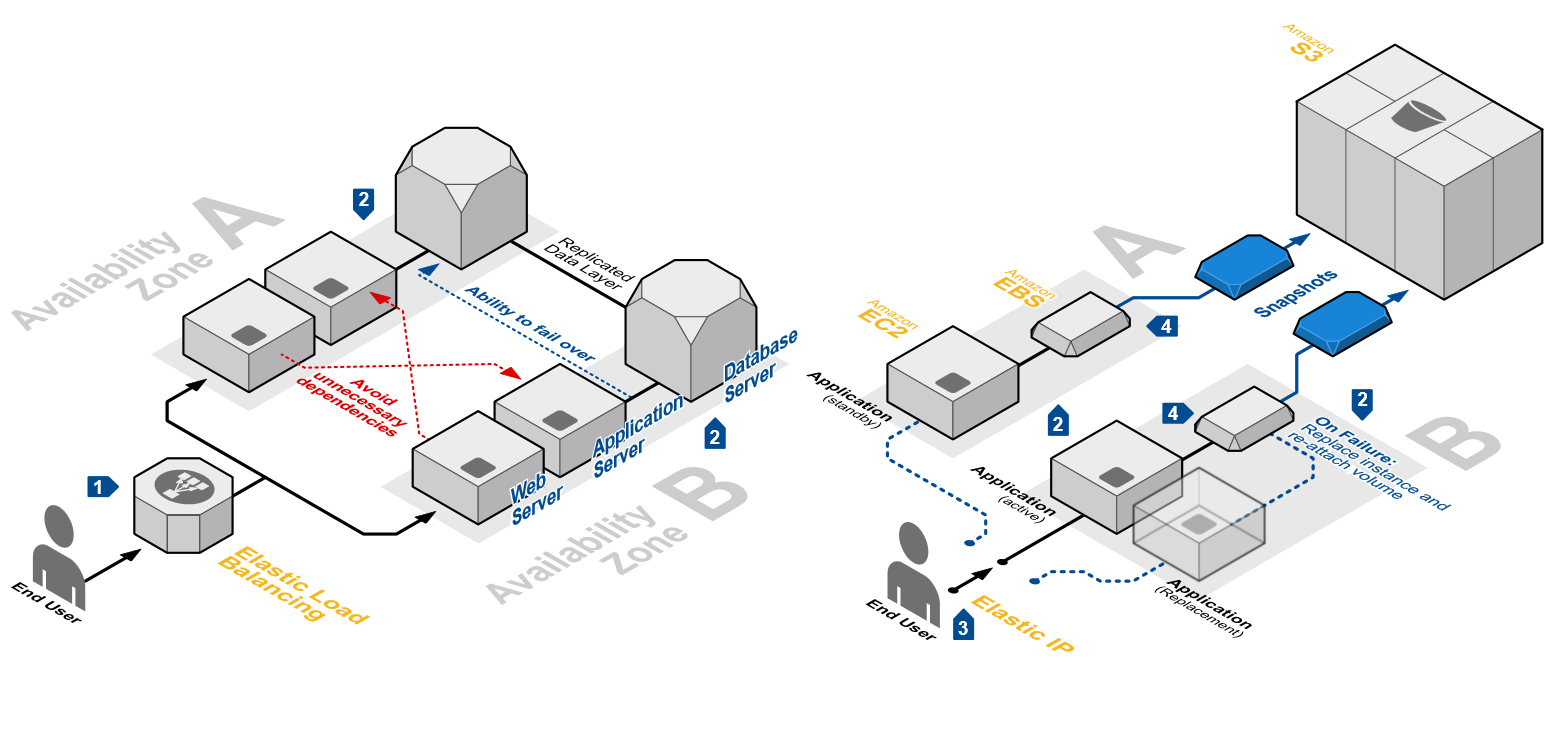 Availability
Zone
A
2
Replicated
Data Layer
Ability to fail over
Avoid
unnecessary
dependencies
Database
Server
Application
Server
Web
Server
2
Availability
Zone
B
1
Elastic Load
Balancing
End User
Amazon
S3
A
Snapshots
Amazon
EBS
4
Amazon
EC2
Application
(standby)
2
4
2
B
On Failure:
Replace instance and
re-attach volume
Application
(active)
Application
(Replacement)
End User
3
Elastic IP